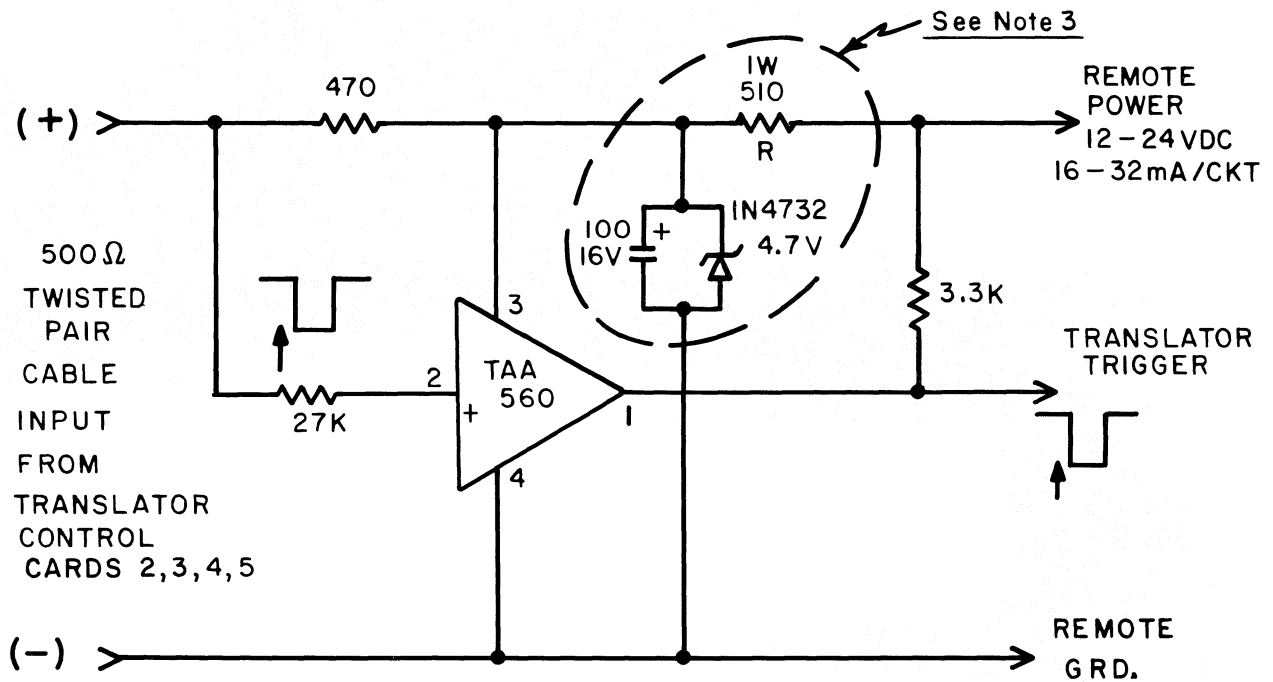 See Note 3
1W
510
R
470
(+)
REMOTE
POWER
12-24VDC
16-32mA/CKT
100
16V
+
1N4732
4.7V
500Ω
TWISTED
PAIR
CABLE
INPUT
FROM
TRANSLATOR
CONTROL
CARDS 2,3,4,5
3
2
27K
TAA
560
+
1
4
3.3K
TRANSLATOR
TRIGGER
(-)
REMOTE
GRD.